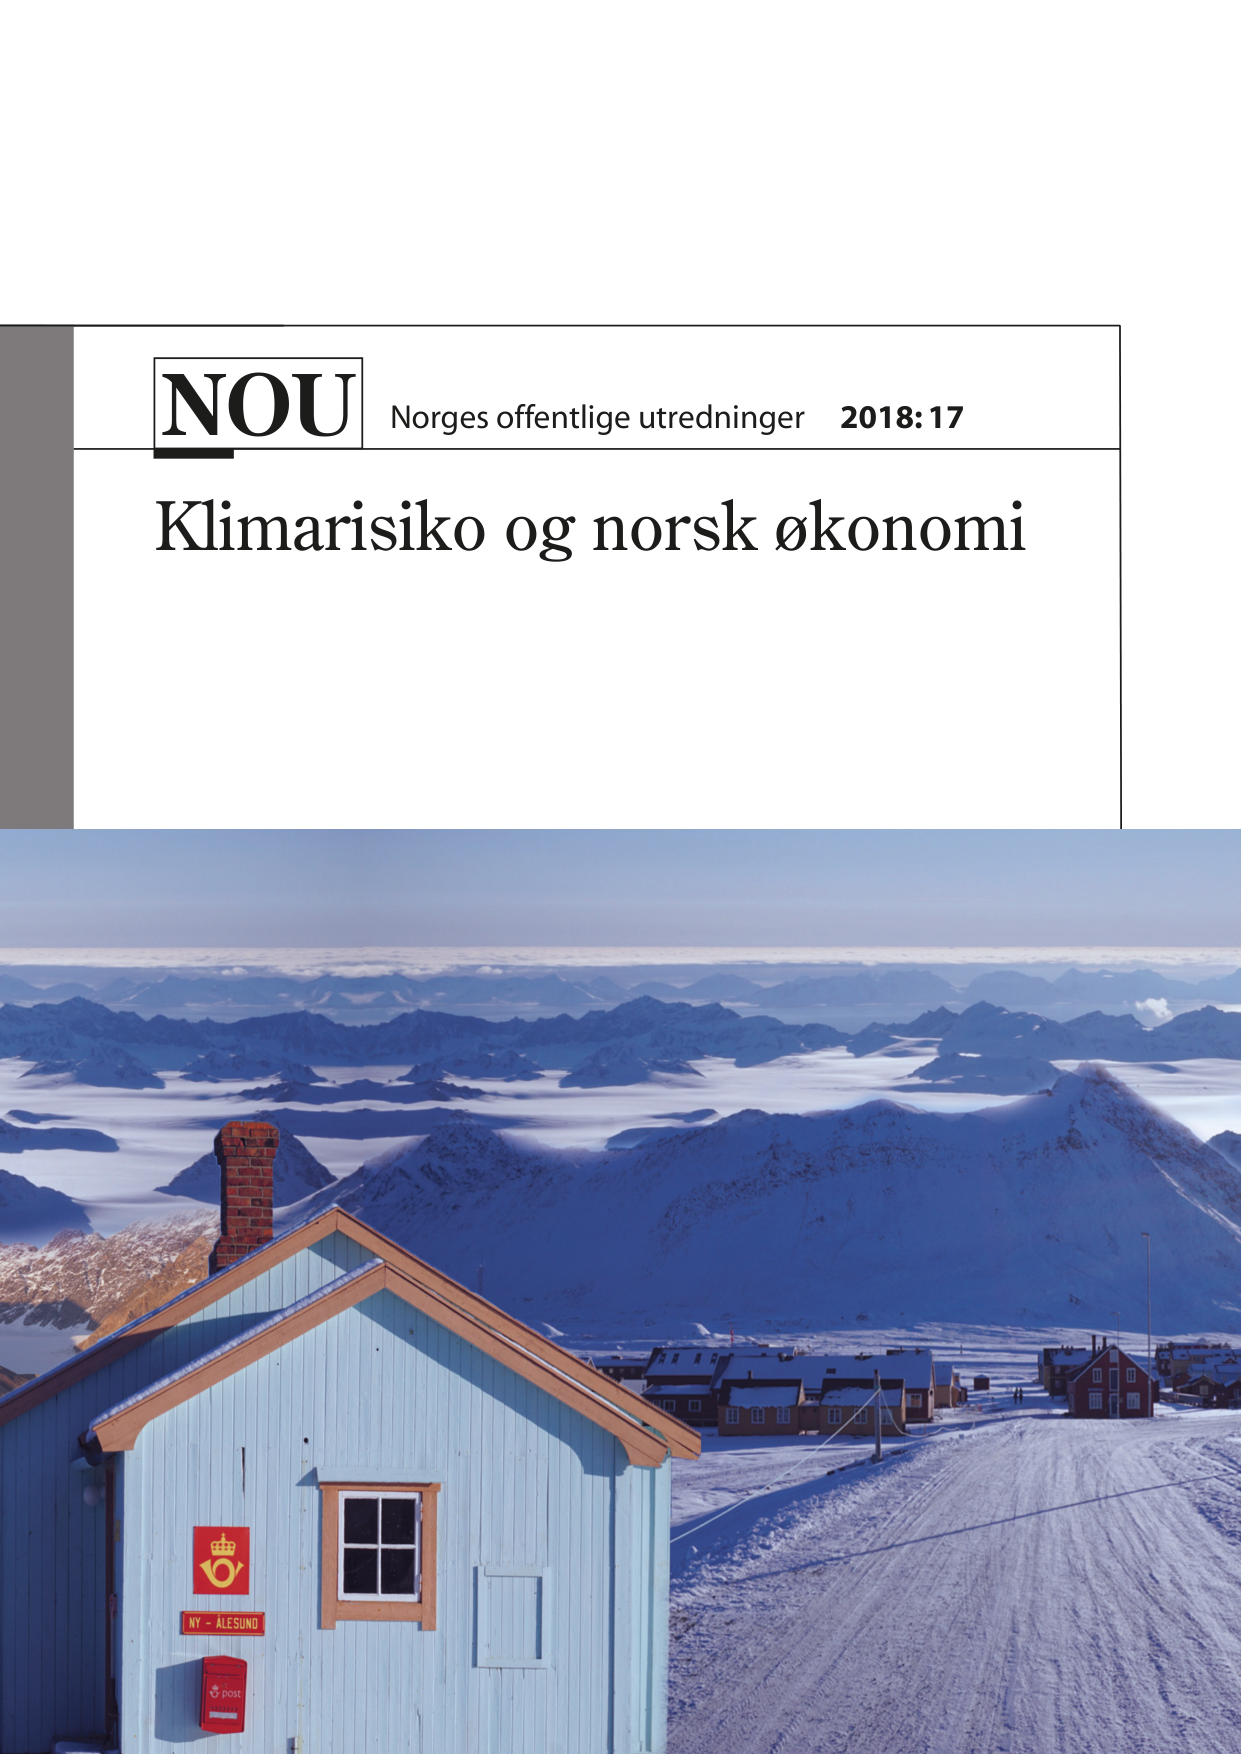 NOU
Norges offentlige utredninger 2018: 17
Klimarisiko og norsk økonomi
NY - ÅLESUND
post